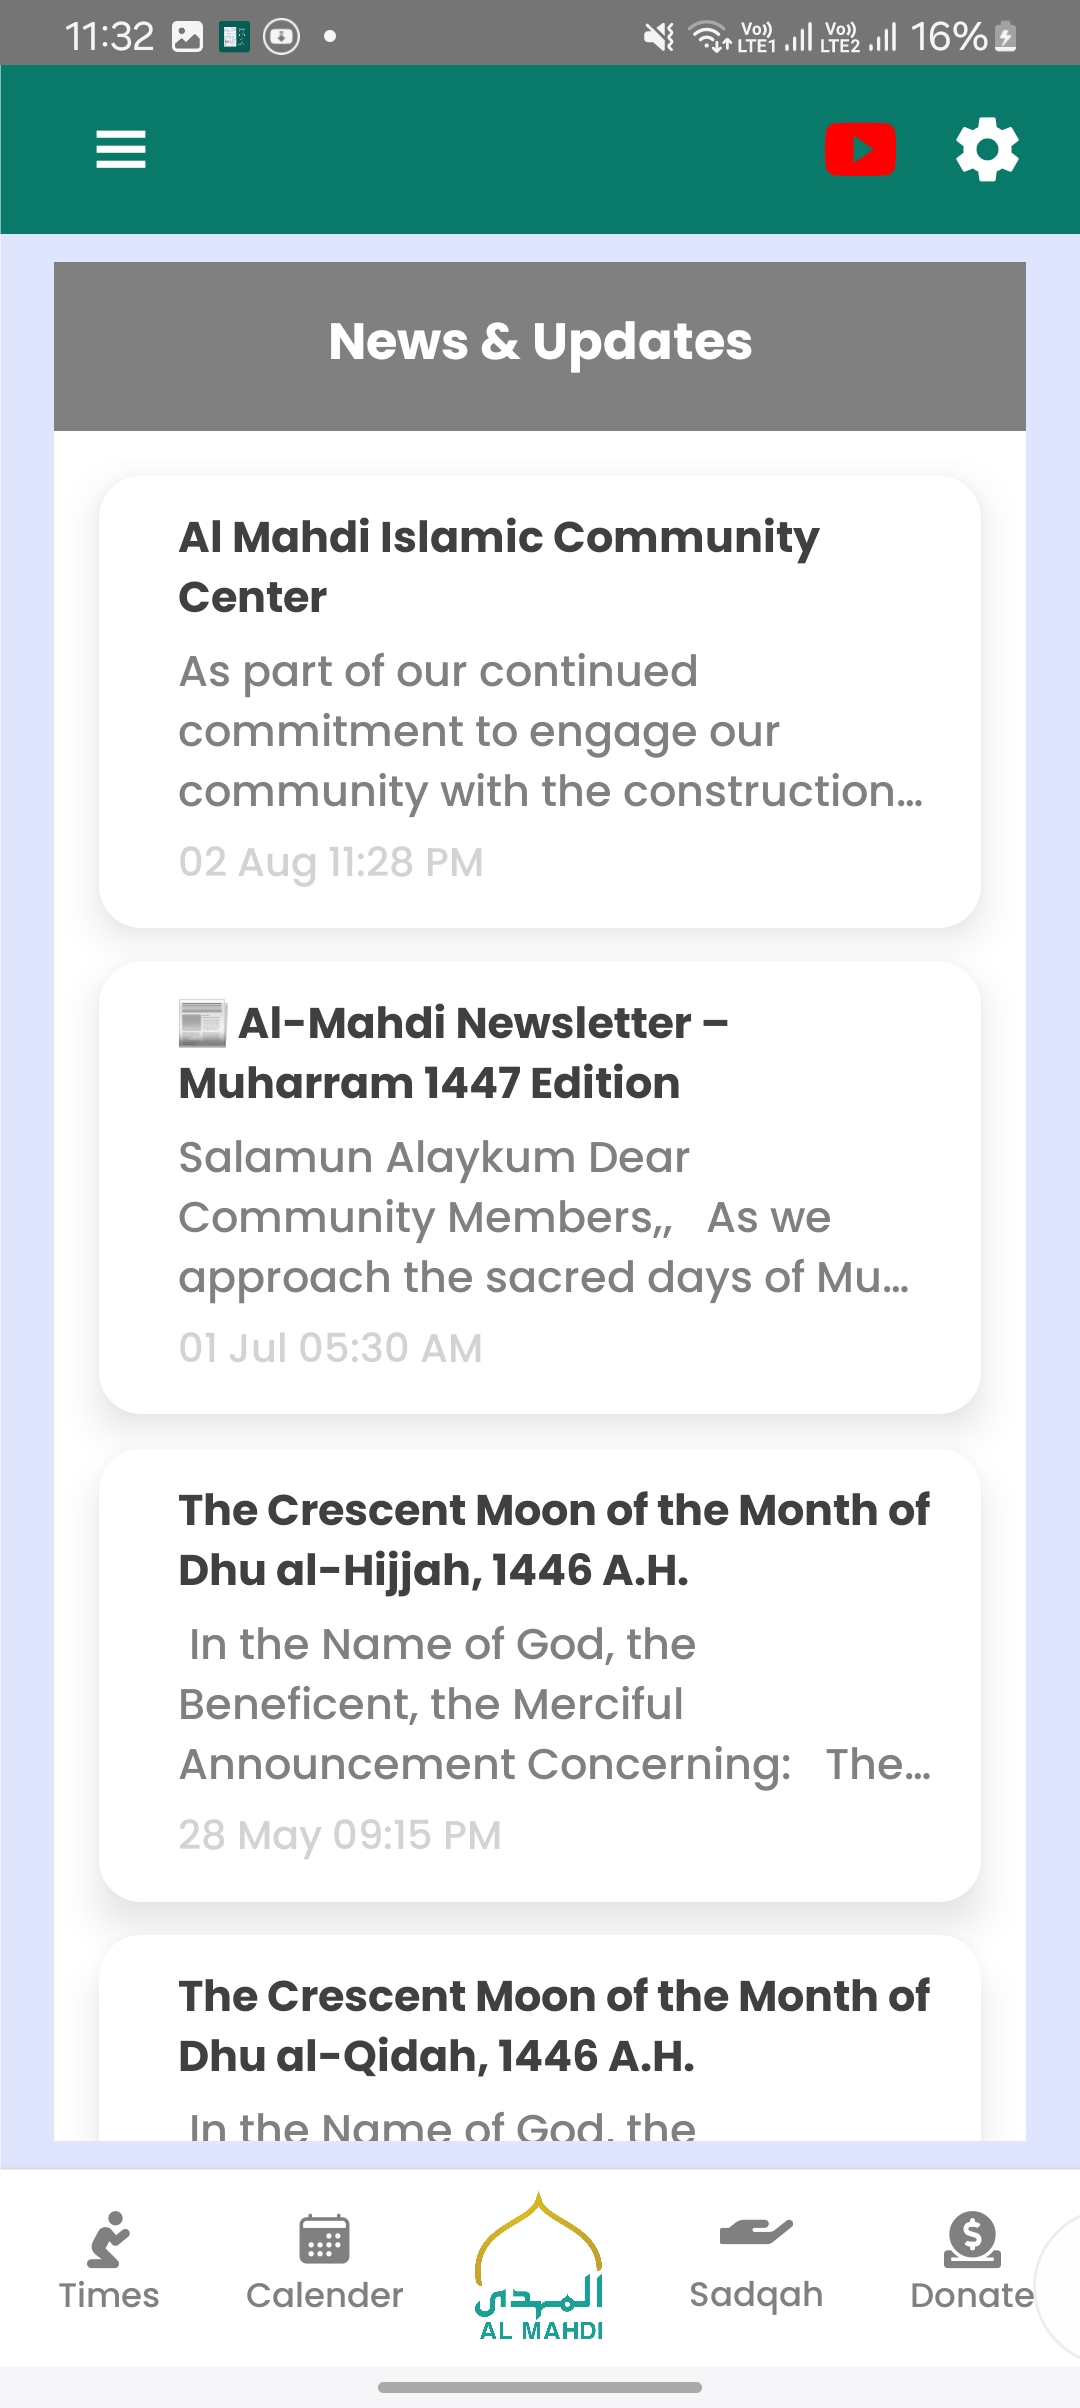 11:32
Vo)) LTE1 Vo)) LTE2 16%
News & Updates
Al Mahdi Islamic Community
Center
As part of our continued
commitment to engage our
community with the construction...
02 Aug 11:28 PM
Al-Mahdi Newsletter –
Muharram 1447 Edition
Salamun Alaykum Dear
Community Members,, As we
approach the sacred days of Mu...
01 Jul 05:30 AM
The Crescent Moon of the Month of
Dhu al-Hijjah, 1446 A.H.
In the Name of God, the
Beneficent, the Merciful
Announcement Concerning: The...
28 May 09:15 PM
The Crescent Moon of the Month of
Dhu al-Qidah, 1446 A.H.
In the Name of God, the
المهدي
AL MAHDI
Times
Calender
Sadqah
Donate